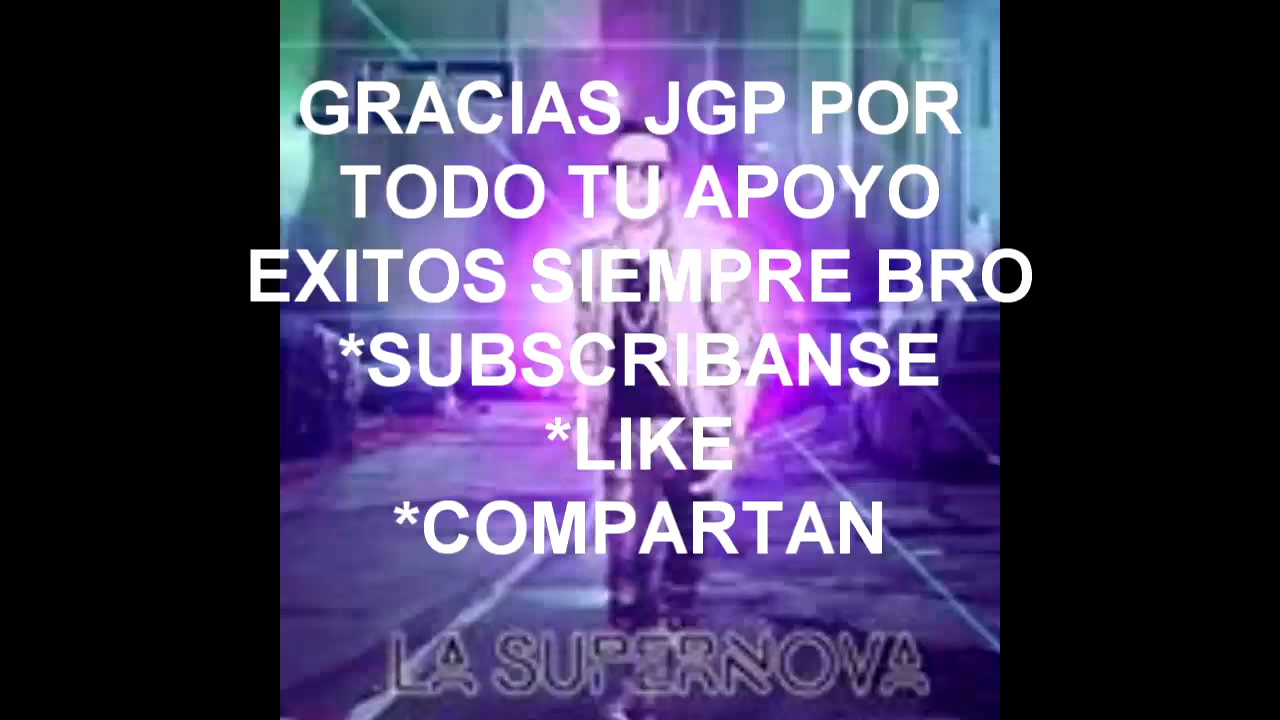 GRACIAS JGP POR
TODO TU APOYO
EXITOS SIEMPRE BRO
*SUBSCRIBANSE
*LIKE
*COMPARTAN
LA SUPERNOVA